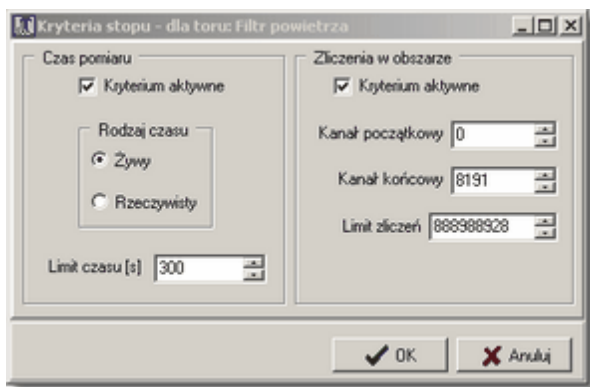 Kryteria stopu - dla toru: Filtr powietrza
Czas pomiaru
Kryterium aktywne
Rodzaj czasu
Żywy
Rzeczywisty
Limit czasu [s] 300
Zliczenia w obszarze
Kryterium aktywne
Kanał początkowy 0
Kanał końcowy 8191
Limit zliczeń 888988928
OK
Anuluj